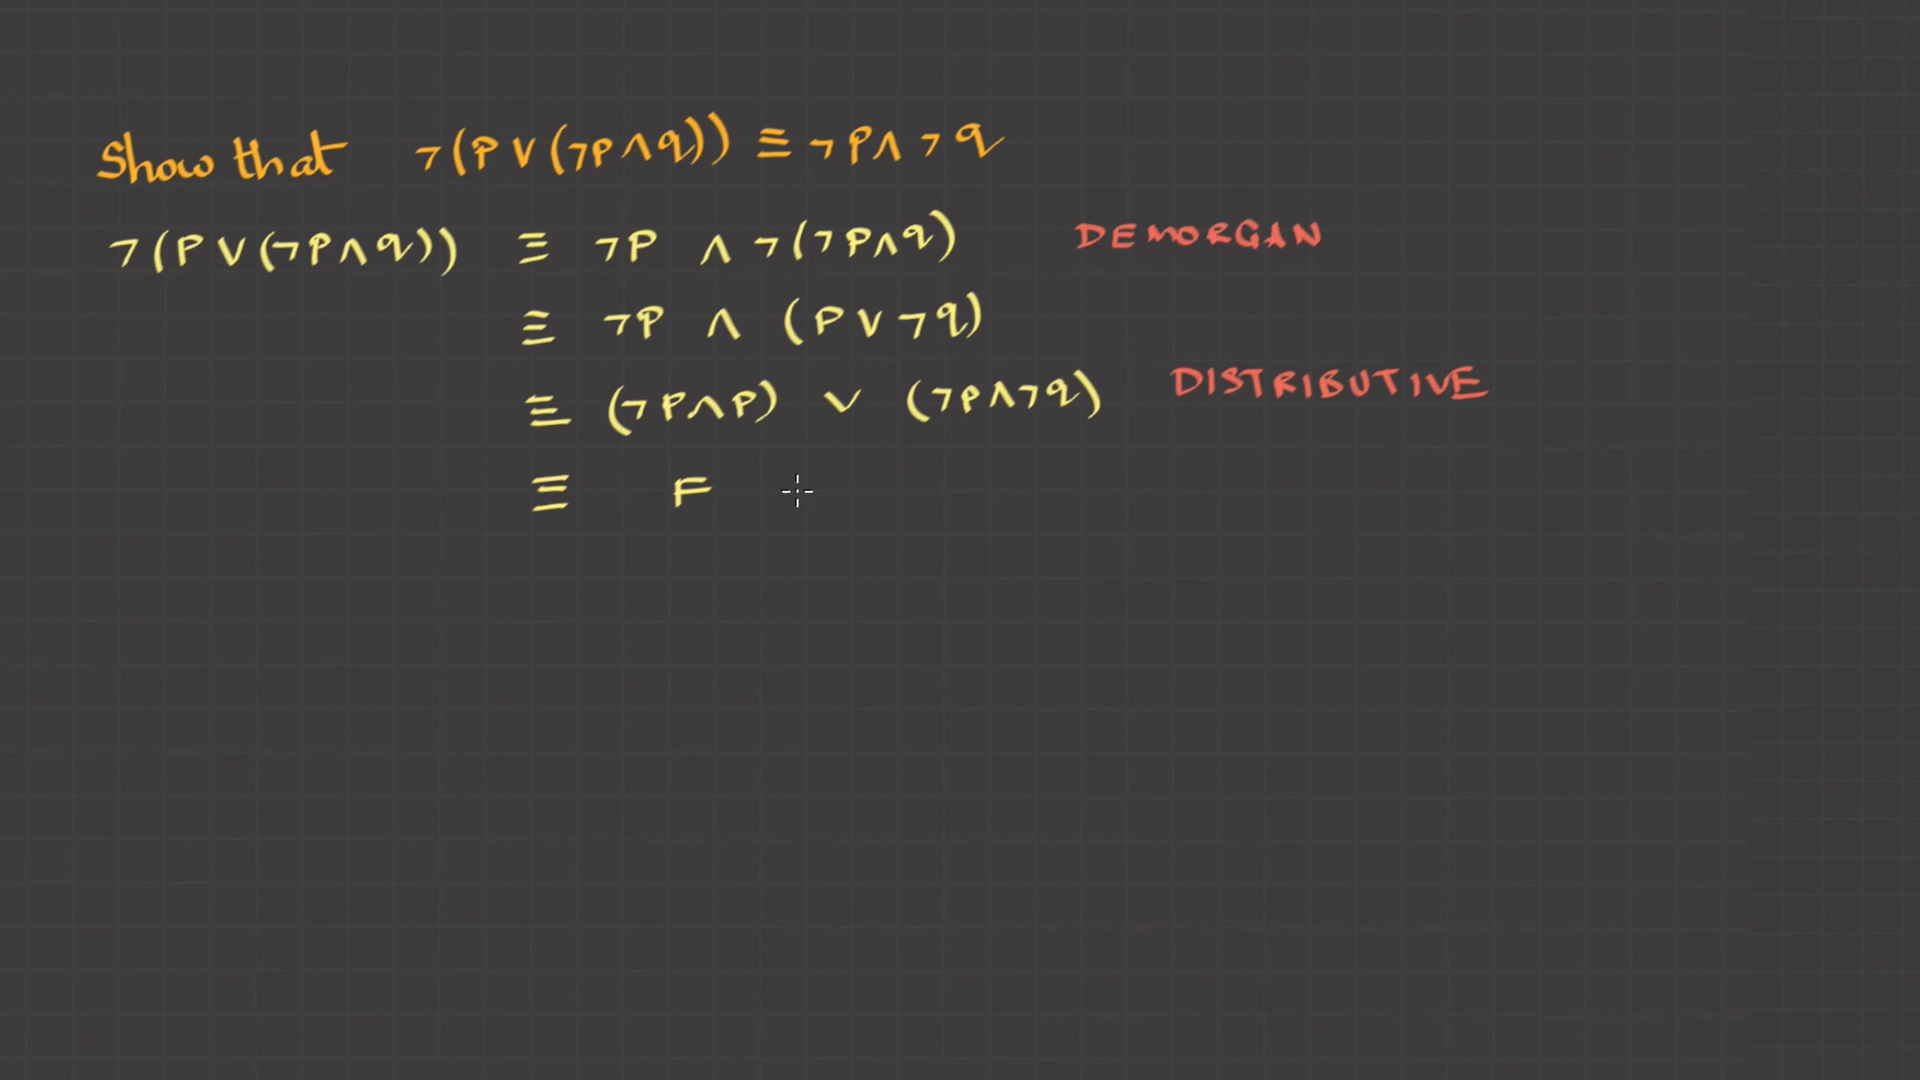 Show that ¬(P∨(¬P∧q)) ≡ ¬P∧¬q
¬(P∨(¬P∧q)) ≡ ¬P ∧ ¬(¬P∧q) DEMORGAN
≡ ¬P ∧ (P∨¬q)
≡ (¬P∧P) ∨ (¬P∧¬q) DISTRIBUTIVE
≡ F